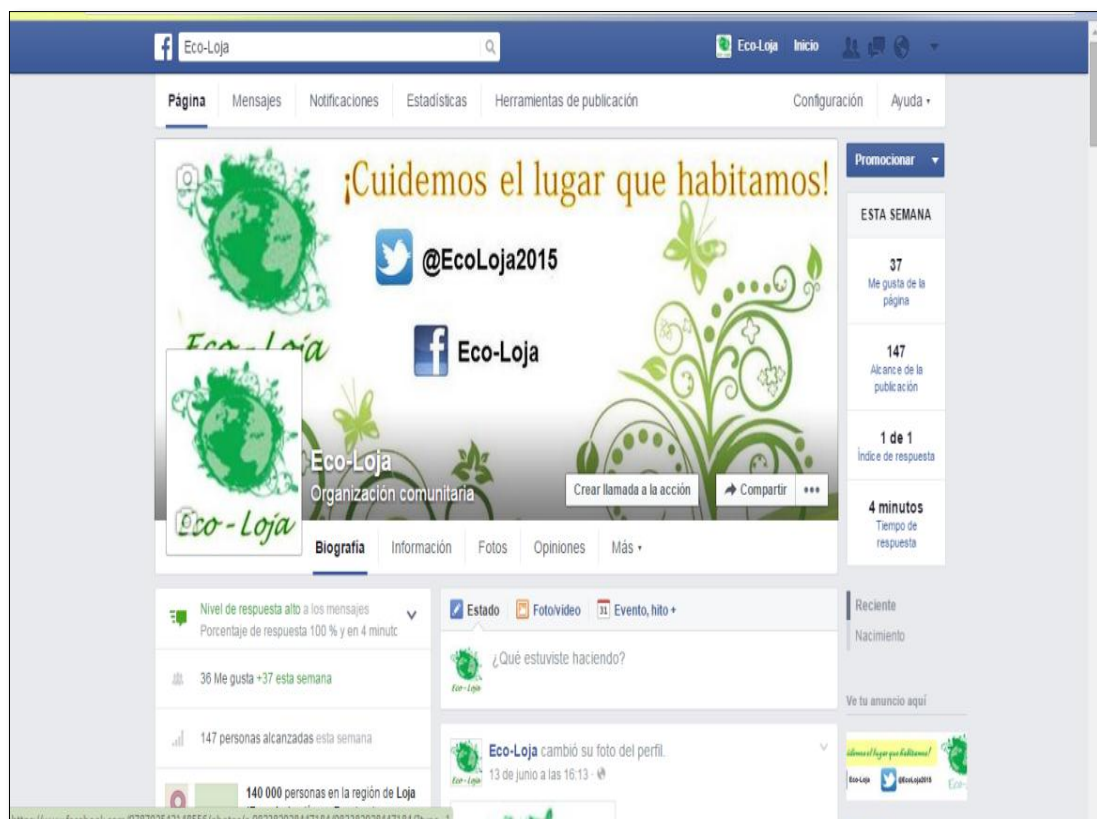 Eco-Loja
Eco-Loja Inicio
Página Mensajes Notificaciones Estadísticas Herramientas de publicación Configuración Ayuda
¡Cuidemos el lugar que habitamos!
@EcoLoja2015
Eco-Loja
Eco-Loja
Eco-Loja
Eco-Loja
Organización comunitaria
Crear llamada a la acción Compartir
Biografía Información Fotos Opiniones Más
Promocionar
ESTA SEMANA
37
Me gusta de la
página
147
Alcance de la
publicación
1 de 1
Índice de respuesta
4 minutos
Tiempo de
respuesta
Nivel de respuesta alto a los mensajes
Porcentaje de respuesta 100 % y en 4 minutc
36 Me gusta +37 esta semana
147 personas alcanzadas esta semana
140 000 personas en la región de Loja
Estado Foto/video 31 Evento, hito +
¿Qué estuviste haciendo?
Eco-Loja
Eco-Loja cambió su foto del perfil.
13 de junio a las 16:13
Eco-Loja
Reciente
Nacimiento
Ve tu anuncio aquí
Eco-Loja @EcoLoja2015